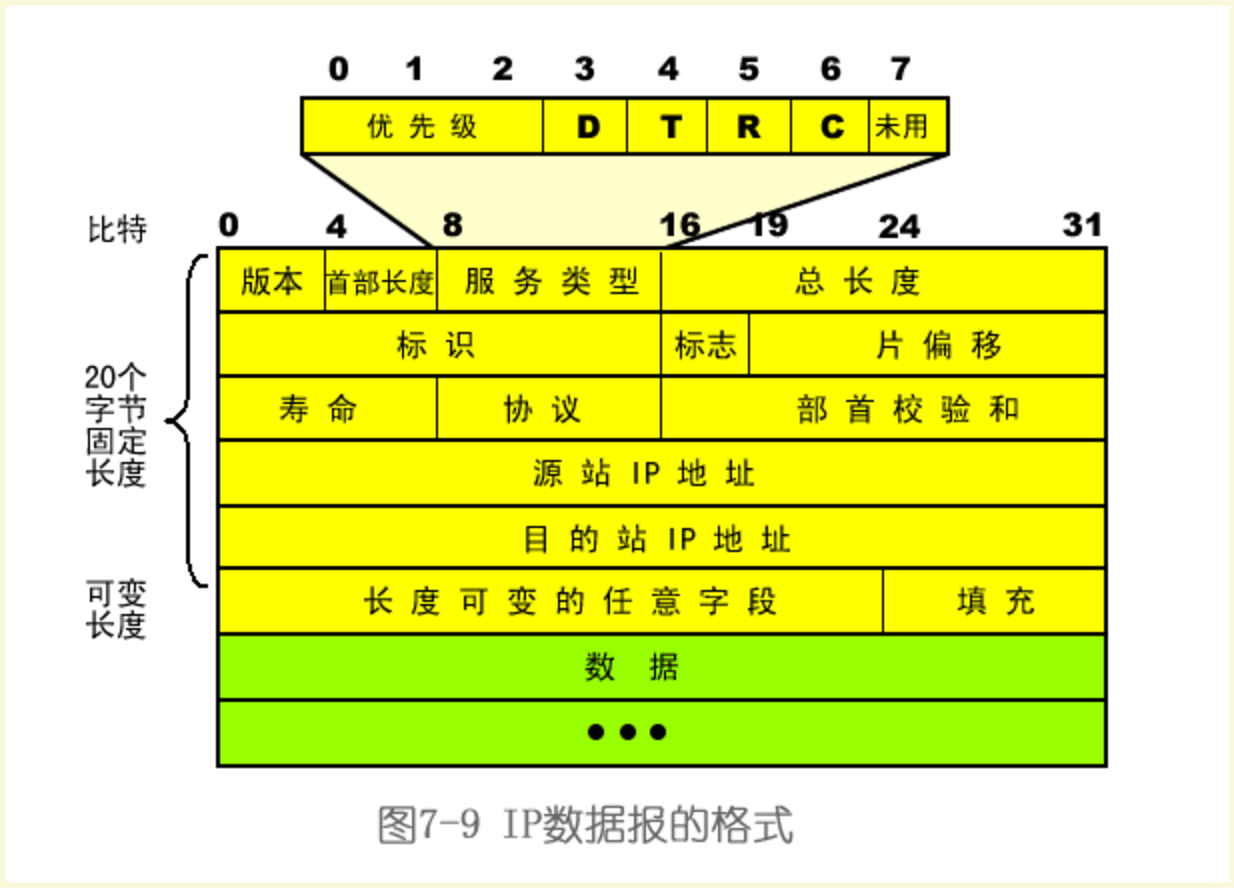 0 1 2 3 4 5 6 7
优先级 D T R C 未用
比特 0 4 8 16 19 24 31
版本 首部长度 服务类型 总长度
标识 标志 片偏移
寿命 协议 部首校验和
源站IP地址
目的站IP地址
长度可变的任意字段 填充
数据
•••
20个
字节
固定
长度
可变
长度
图7-9 IP数据报的格式